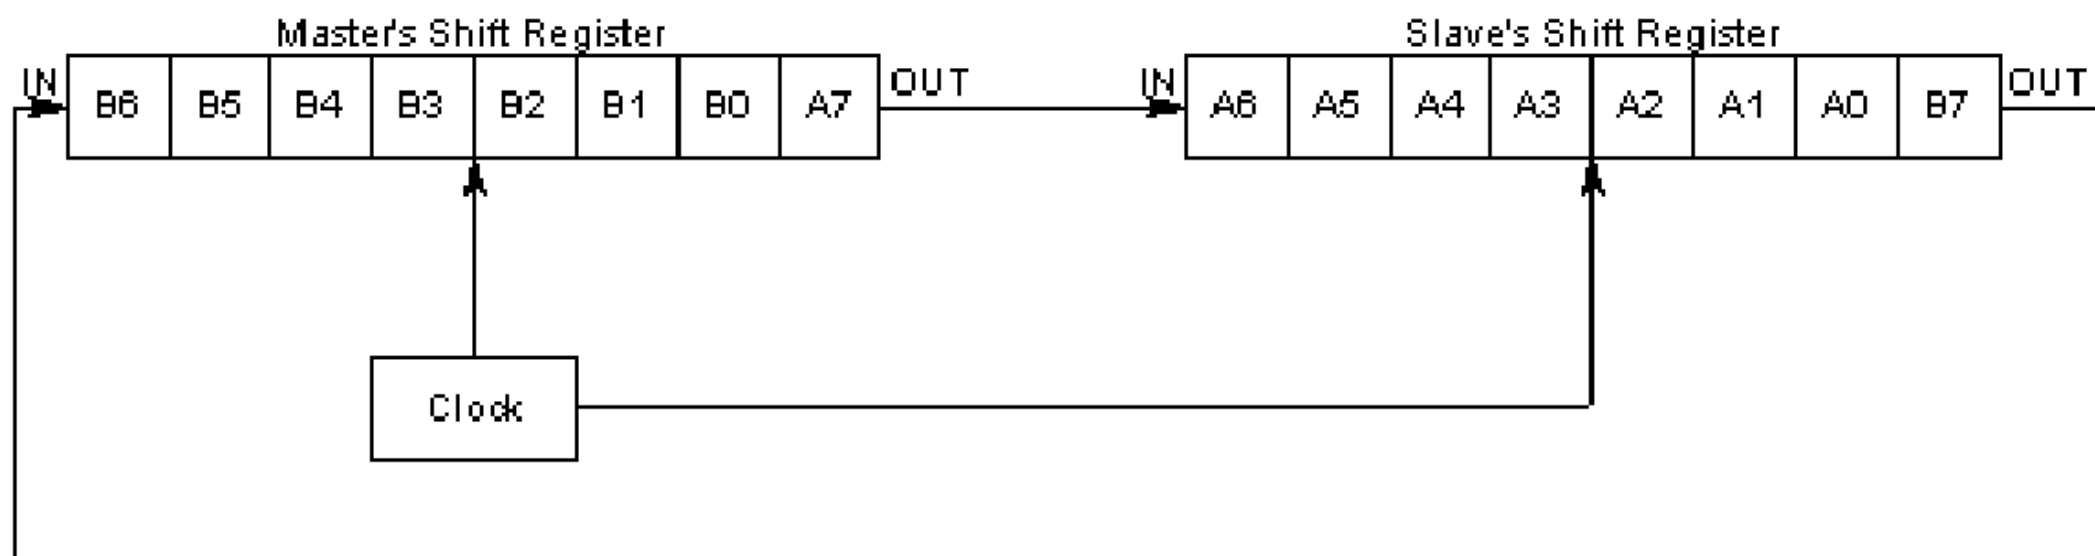 Master's Shift Register
Slave's Shift Register
IN B6 B5 B4 B3 B2 B1 B0 A7 OUT
IN A6 A5 A4 A3 A2 A1 A0 B7 OUT
Clock